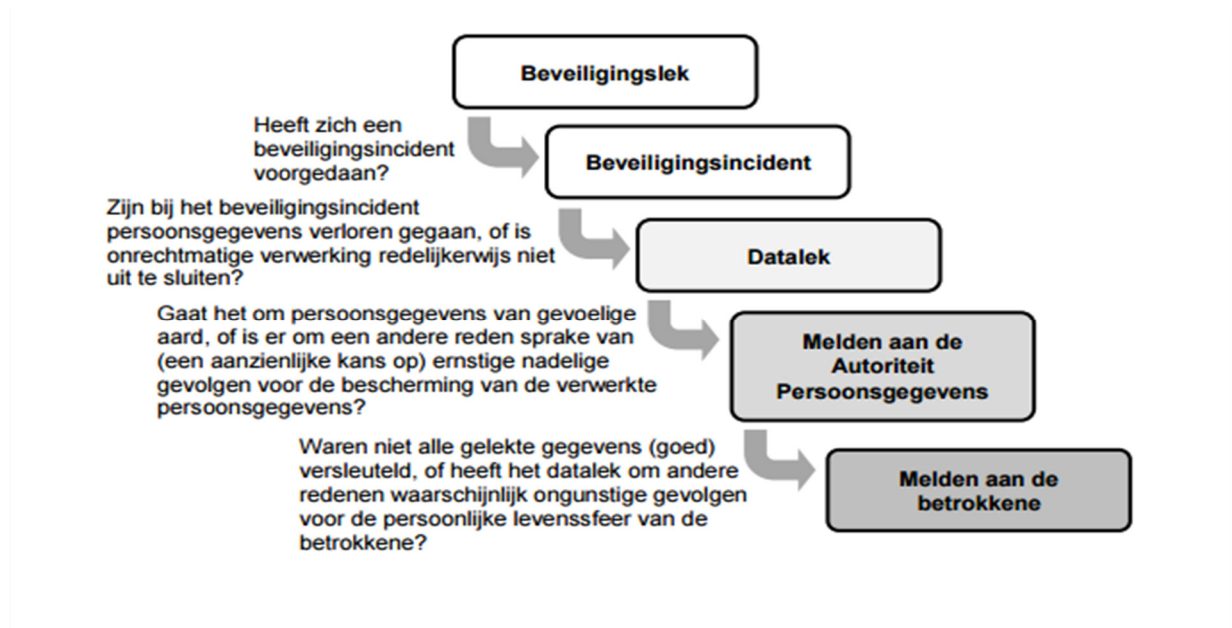 Beveiligingslek
Heeft zich een
beveiligingsincident
voorgedaan?
Beveiligingsincident
Zijn bij het beveiligingsincident
persoonsgegevens verloren gegaan, of is
onrechtmatige verwerking redelijkerwijs niet
uit te sluiten?
Datalek
Gaat het om persoonsgegevens van gevoelige
aard, of is er om een andere reden sprake van
(een aanzienlijke kans op) ernstige nadelige
gevolgen voor de bescherming van de verwerkte
persoonsgegevens?
Melden aan de
Autoriteit
Persoonsgegevens
Waren niet alle gelekte gegevens (goed)
versleuteld, of heeft het datalek om andere
redenen waarschijnlijk ongunstige gevolgen
voor de persoonlijke levenssfeer van de
betrokkene?
Melden aan de
betrokkene